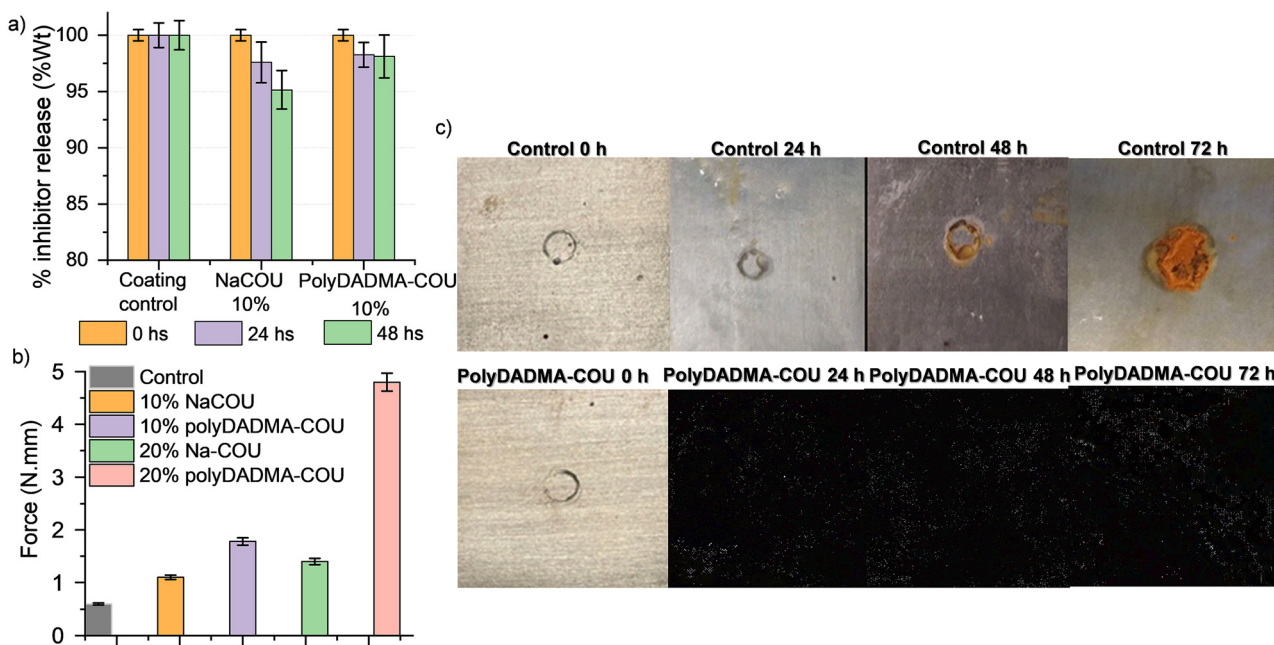 a)
% inhibitor release (%Wt)
100
95
90
85
80
Coating control
NaCOU 10%
PolyDADMA-COU 10%
0 hs
24 hs
48 hs
b)
Force (N.mm)
5
4
3
2
1
0
Control
10% NaCOU
10% polyDADMA-COU
20% Na-COU
20% polyDADMA-COU
c)
Control 0 h
Control 24 h
Control 48 h
Control 72 h
PolyDADMA-COU 0 h
PolyDADMA-COU 24 h
PolyDADMA-COU 48 h
PolyDADMA-COU 72 h